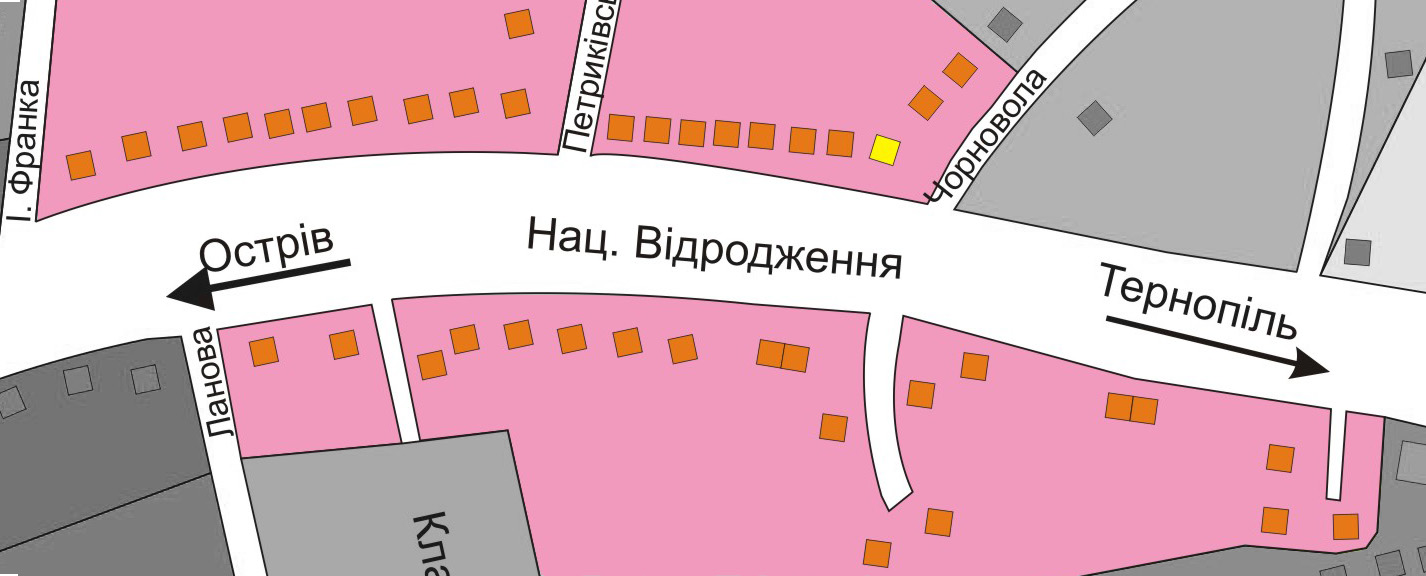 І. Франка
Петриківсь
Чорновола
Острів
Нац. Відродження
Тернопіль
Ланова
Кла